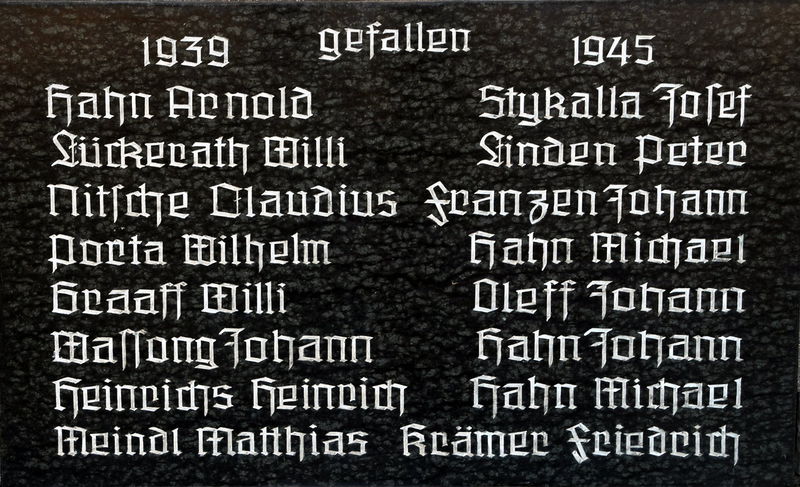 1939 gefallen 1945
Hahn Arnold Stykalla Josef
Lückerath Willi Linden Peter
Nitsche Claudius Franzen Johann
Porta Wilhelm Hahn Michael
Graaff Willi Oleff Johann
Wassong Johann Hahn Johann
Heinrichs Heinrich Hahn Michael
Meindl Matthias Krämer Friedrich